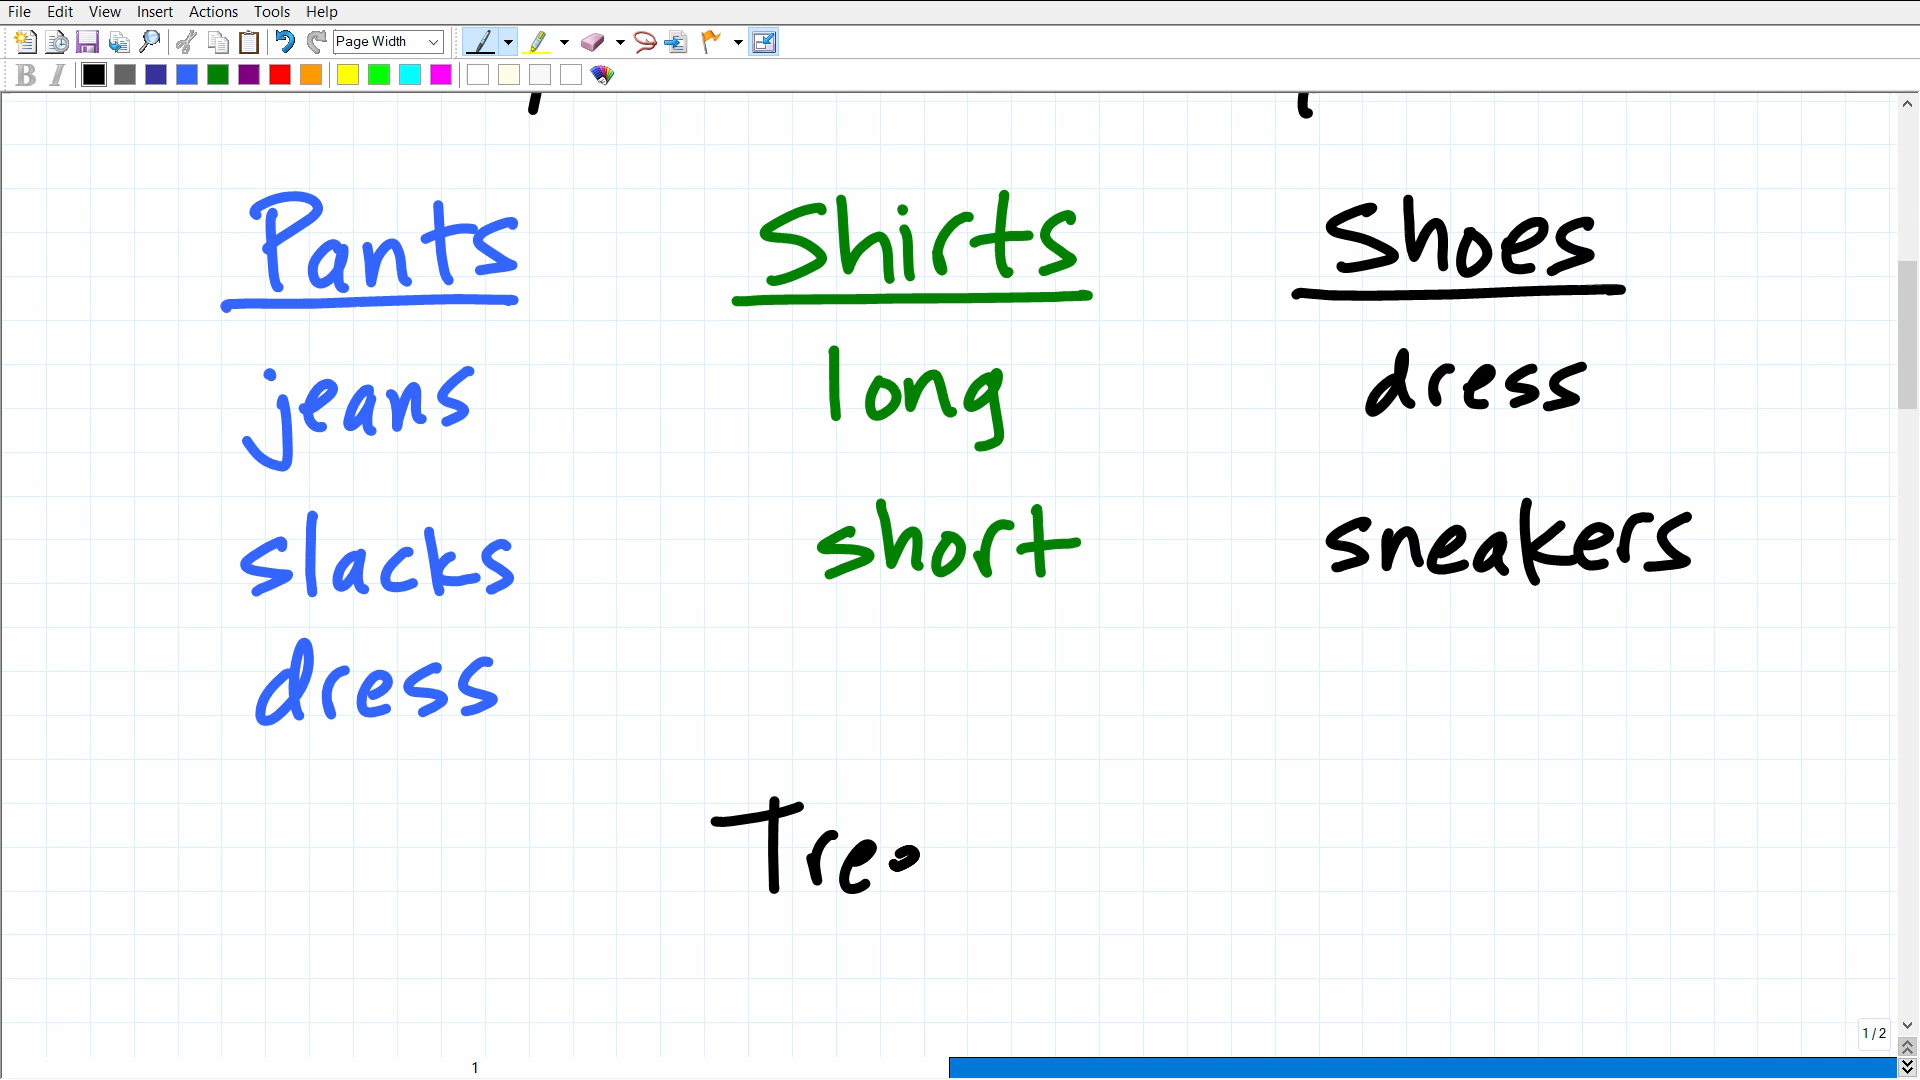 File Edit View Insert Actions Tools Help
Page Width
B I
Pants Shirts Shoes
jeans long dress
slacks short sneakers
dress
Tre
1 / 2
1